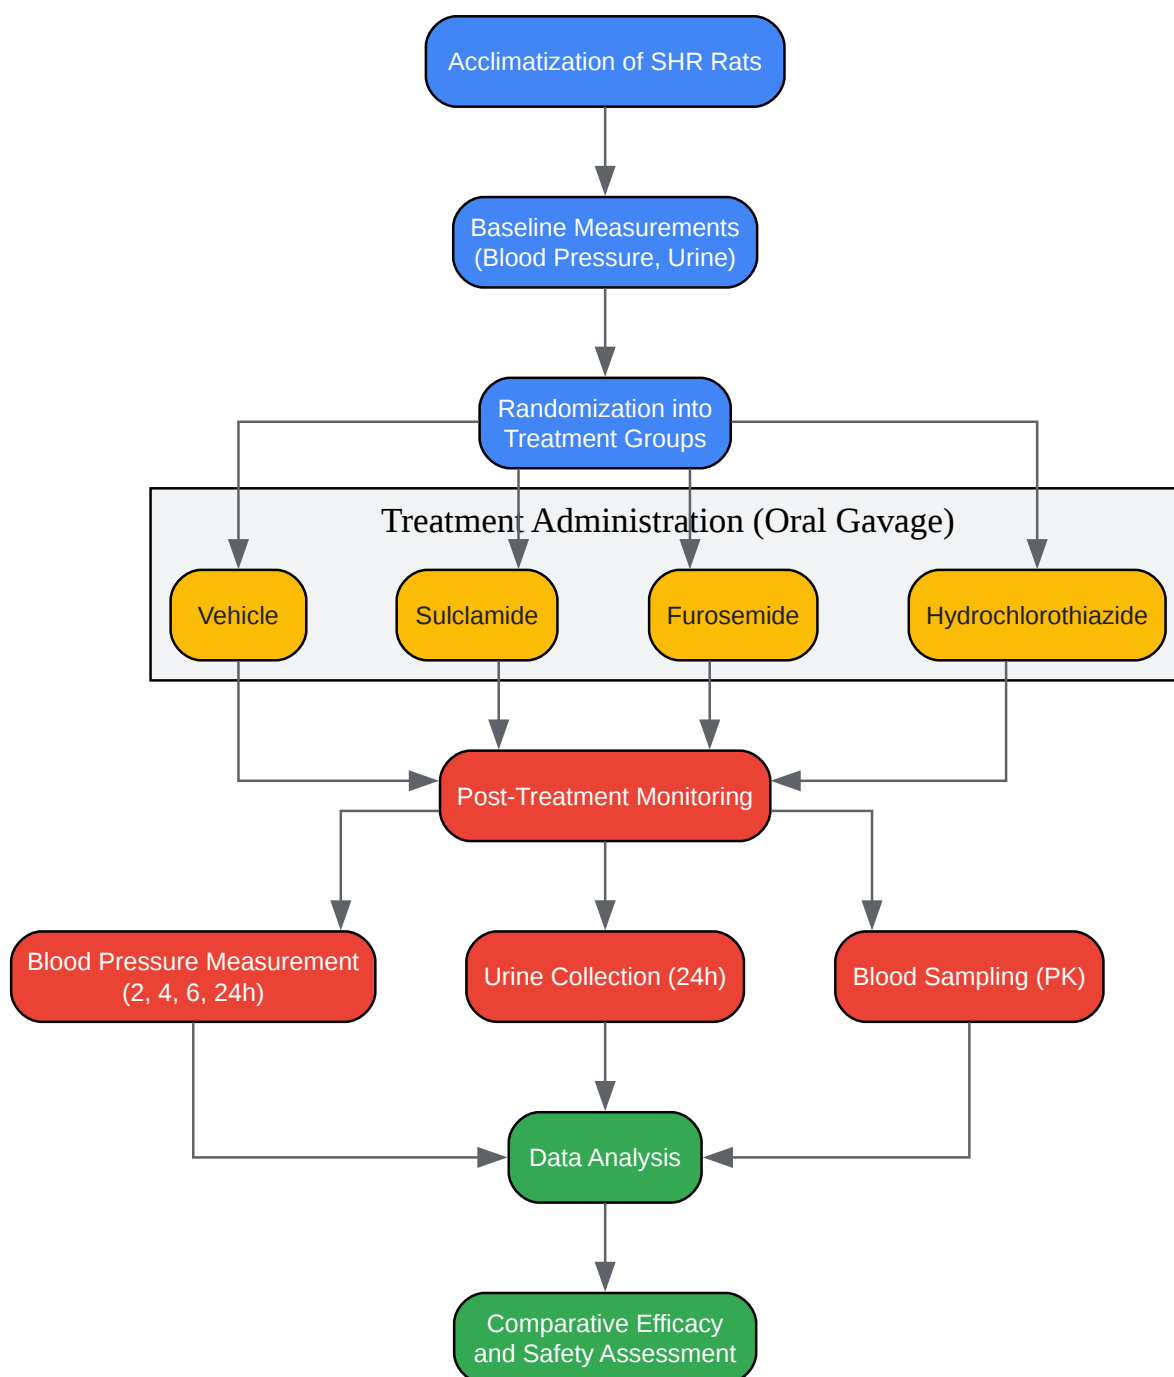 Acclimatization of SHR Rats
Baseline Measurements
(Blood Pressure, Urine)
Randomization into
Treatment Groups
Treatment Administration (Oral Gavage)
Vehicle
Sulclamide
Furosemide
Hydrochlorothiazide
Post-Treatment Monitoring
Blood Pressure Measurement
(2, 4, 6, 24h)
Urine Collection (24h)
Blood Sampling (PK)
Data Analysis
Comparative Efficacy
and Safety Assessment